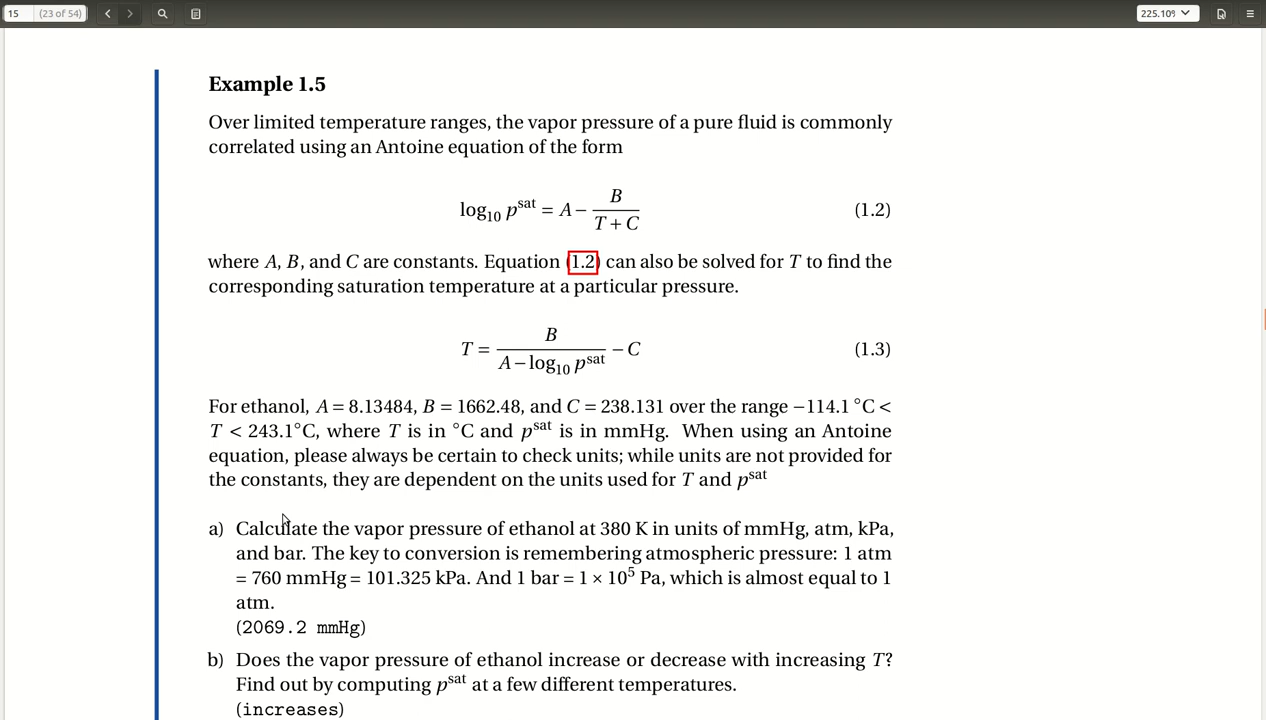 15 (23 of 54) 225.10%
Example 1.5
Over limited temperature ranges, the vapor pressure of a pure fluid is commonly
correlated using an Antoine equation of the form
log₁₀ pˢᵃᵗ = A − B / (T + C) (1.2)
where A, B, and C are constants. Equation (1.2) can also be solved for T to find the
corresponding saturation temperature at a particular pressure.
T = B / (A − log₁₀ pˢᵃᵗ) − C (1.3)
For ethanol, A = 8.13484, B = 1662.48, and C = 238.131 over the range −114.1 °C <
T < 243.1°C, where T is in °C and pˢᵃᵗ is in mmHg. When using an Antoine
equation, please always be certain to check units; while units are not provided for
the constants, they are dependent on the units used for T and pˢᵃᵗ
a) Calculate the vapor pressure of ethanol at 380 K in units of mmHg, atm, kPa,
and bar. The key to conversion is remembering atmospheric pressure: 1 atm
= 760 mmHg = 101.325 kPa. And 1 bar = 1 × 10⁵ Pa, which is almost equal to 1
atm.
(2069.2 mmHg)
b) Does the vapor pressure of ethanol increase or decrease with increasing T?
Find out by computing pˢᵃᵗ at a few different temperatures.
(increases)